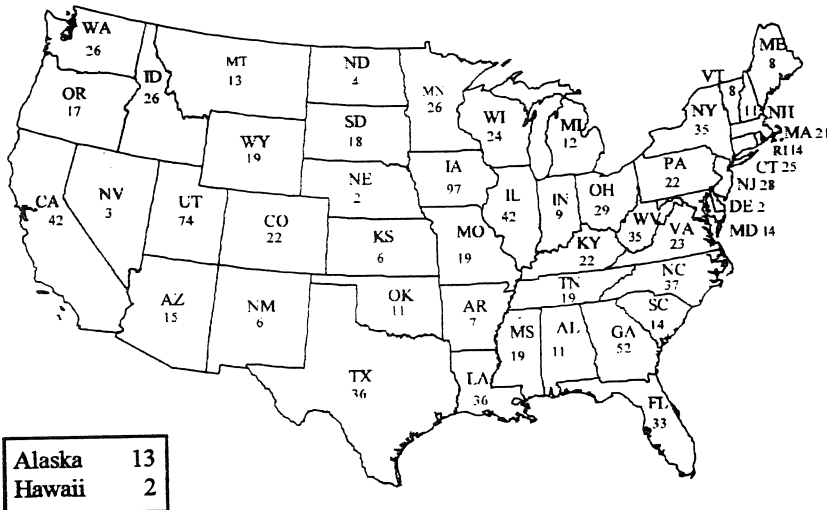 WA
26
MT
13
ND
4
MN
26
ME
8
VT
8
11
NH
ID
26
OR
17
SD
18
WI
24
MI
12
NY
35
MA 21
RI 14
CT 25
WY
19
IA
97
PA
22
NJ 28
NE
2
NV
3
UT
74
CA
42
IL
42
IN
9
OH
29
DE 2
MD 14
WV
35
VA
23
CO
22
KS
6
MO
19
KY
22
NC
37
TN
19
AZ
15
NM
6
OK
11
AR
7
SC
14
MS
19
AL
11
GA
52
TX
36
LA
36
FL
33
Alaska 13
Hawaii 2